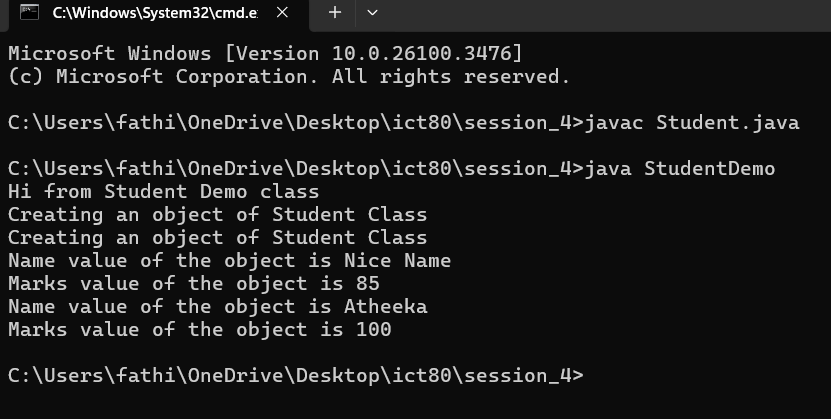 C:\Windows\System32\cmd.e
Microsoft Windows [Version 10.0.26100.3476]
(c) Microsoft Corporation. All rights reserved.
C:\Users\fathi\OneDrive\Desktop\ict80\session_4>javac Student.java
C:\Users\fathi\OneDrive\Desktop\ict80\session_4>java StudentDemo
Hi from Student Demo class
Creating an object of Student Class
Creating an object of Student Class
Name value of the object is Nice Name
Marks value of the object is 85
Name value of the object is Atheeka
Marks value of the object is 100
C:\Users\fathi\OneDrive\Desktop\ict80\session_4>